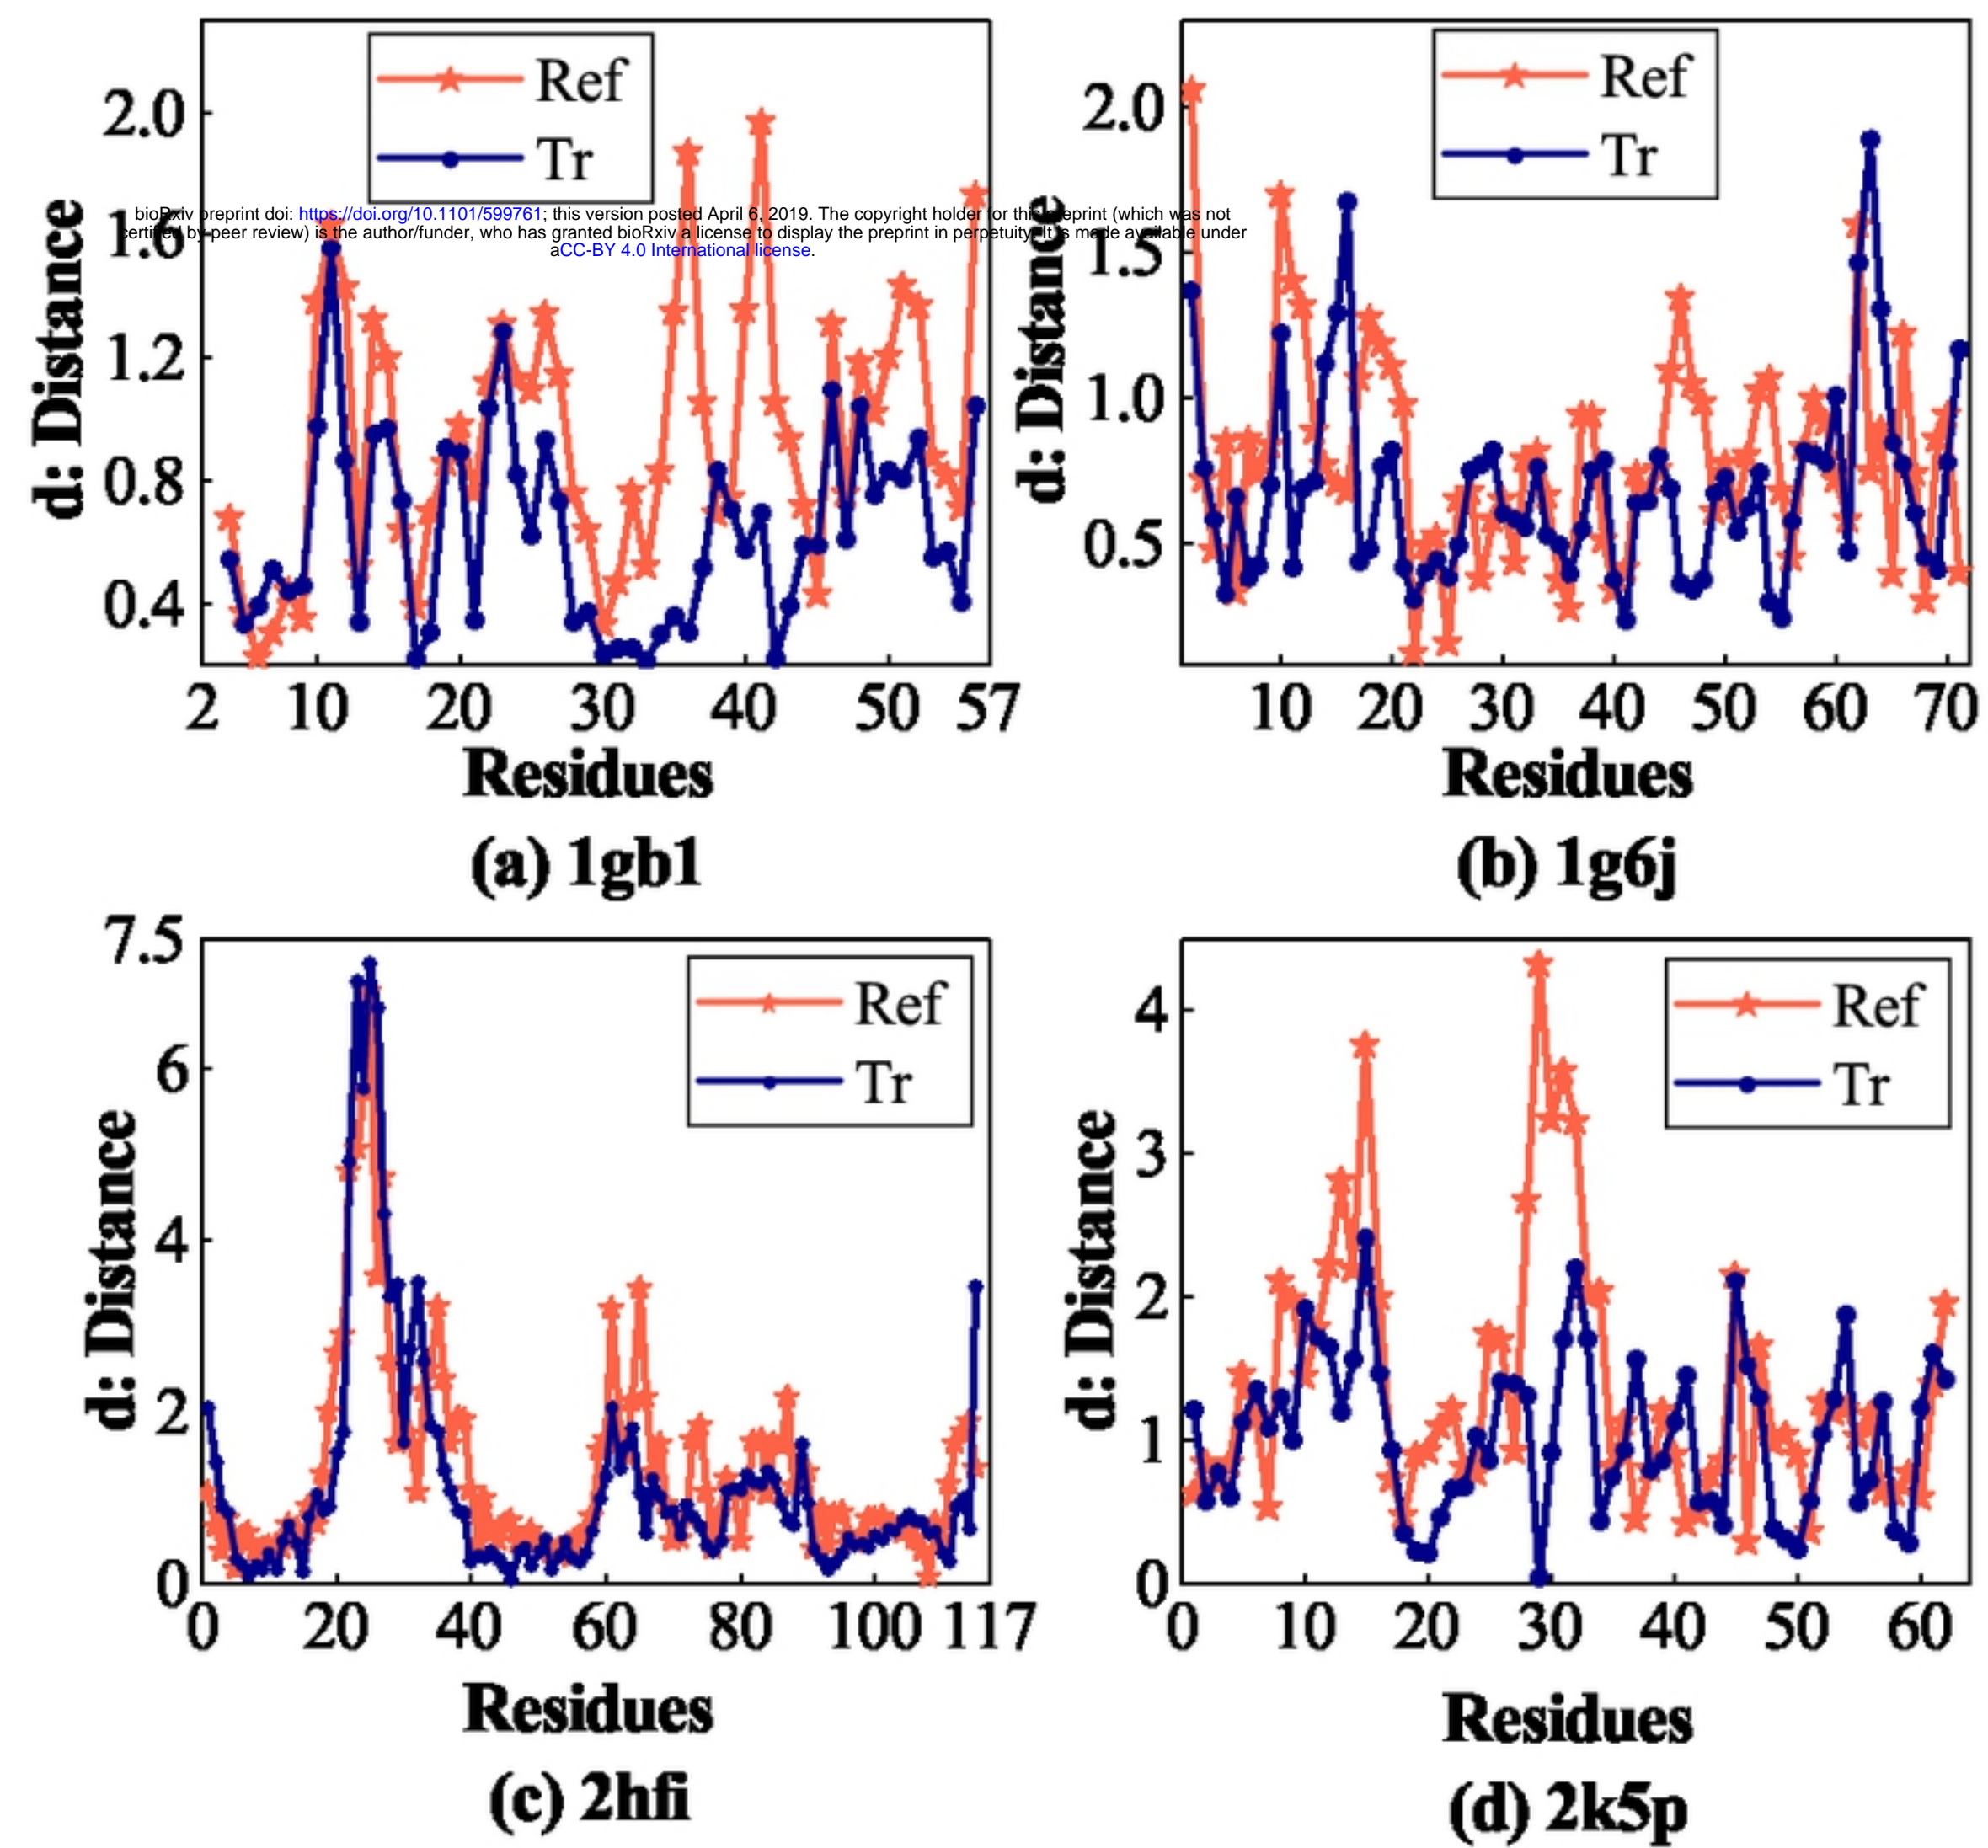 Ref
Tr
2.0
1.6
1.2
0.8
0.4
d: Distance
2 10 20 30 40 50 57
Residues
(a) 1gb1
Ref
Tr
2.0
1.5
1.0
0.5
d: Distance
10 20 30 40 50 60 70
Residues
(b) 1g6j
bioRxiv preprint doi: https://doi.org/10.1101/599761; this version posted April 6, 2019. The copyright holder for this preprint (which was not
certified by peer review) is the author/funder, who has granted bioRxiv a license to display the preprint in perpetuity. It is made available under
aCC-BY 4.0 International license.
Ref
Tr
7.5
6
4
2
0
d: Distance
0 20 40 60 80 100 117
Residues
(c) 2hfi
Ref
Tr
4
3
2
1
0
d: Distance
0 10 20 30 40 50 60
Residues
(d) 2k5p